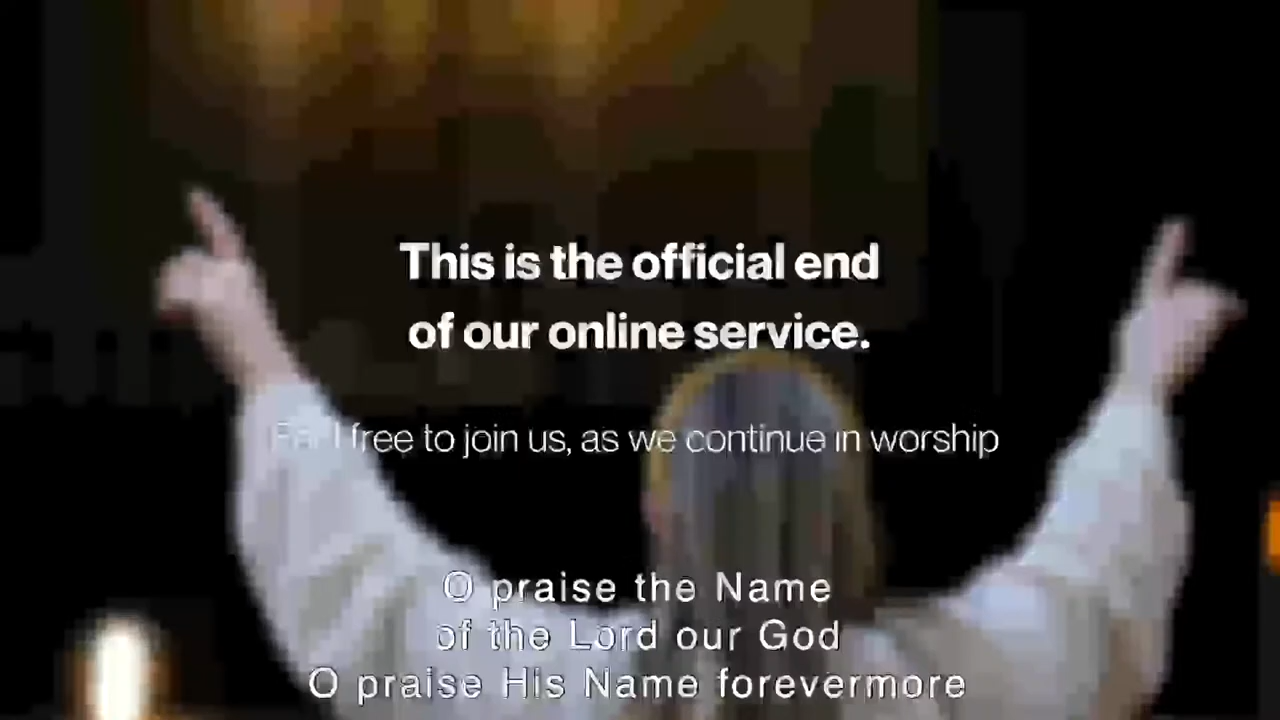 This is the official end
of our online service.
Feel free to join us, as we continue in worship
O praise the Name
of the Lord our God
O praise His Name forevermore